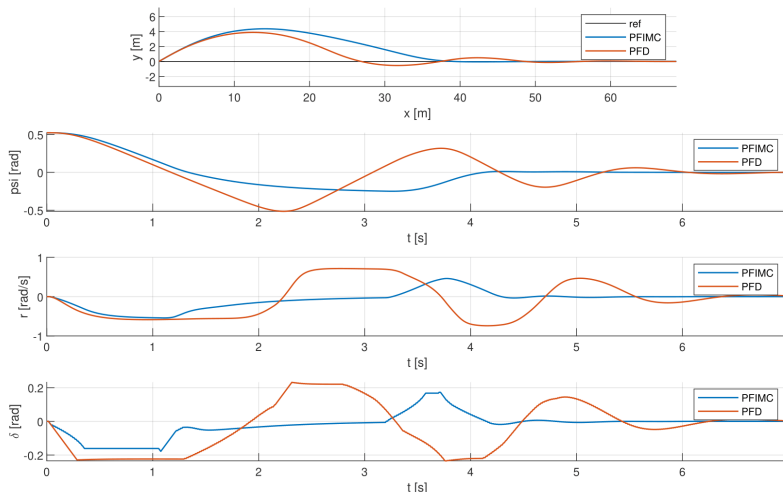 6
4
2
0
-2
y [m]
0 10 20 30 40 50 60
x [m]
ref
PFIMC
PFD
0.5
0
-0.5
psi [rad]
0 1 2 3 4 5 6
t [s]
PFIMC
PFD
1
0
-1
r [rad/s]
0 1 2 3 4 5 6
t [s]
PFIMC
PFD
0.2
0
-0.2
δ [rad]
0 1 2 3 4 5 6
t [s]
PFIMC
PFD